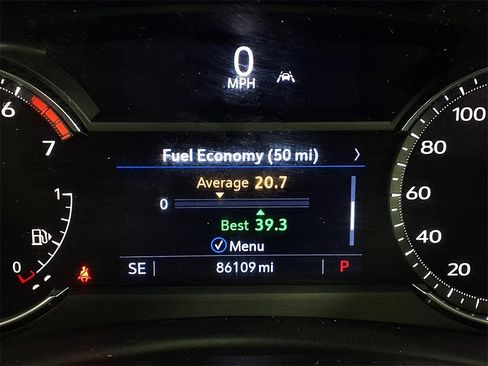 0
MPH
6
7
1
0
Fuel Economy (50 mi)
Average 20.7
0
Best 39.3
Menu
SE
86109 mi
P
100
80
60
40
20